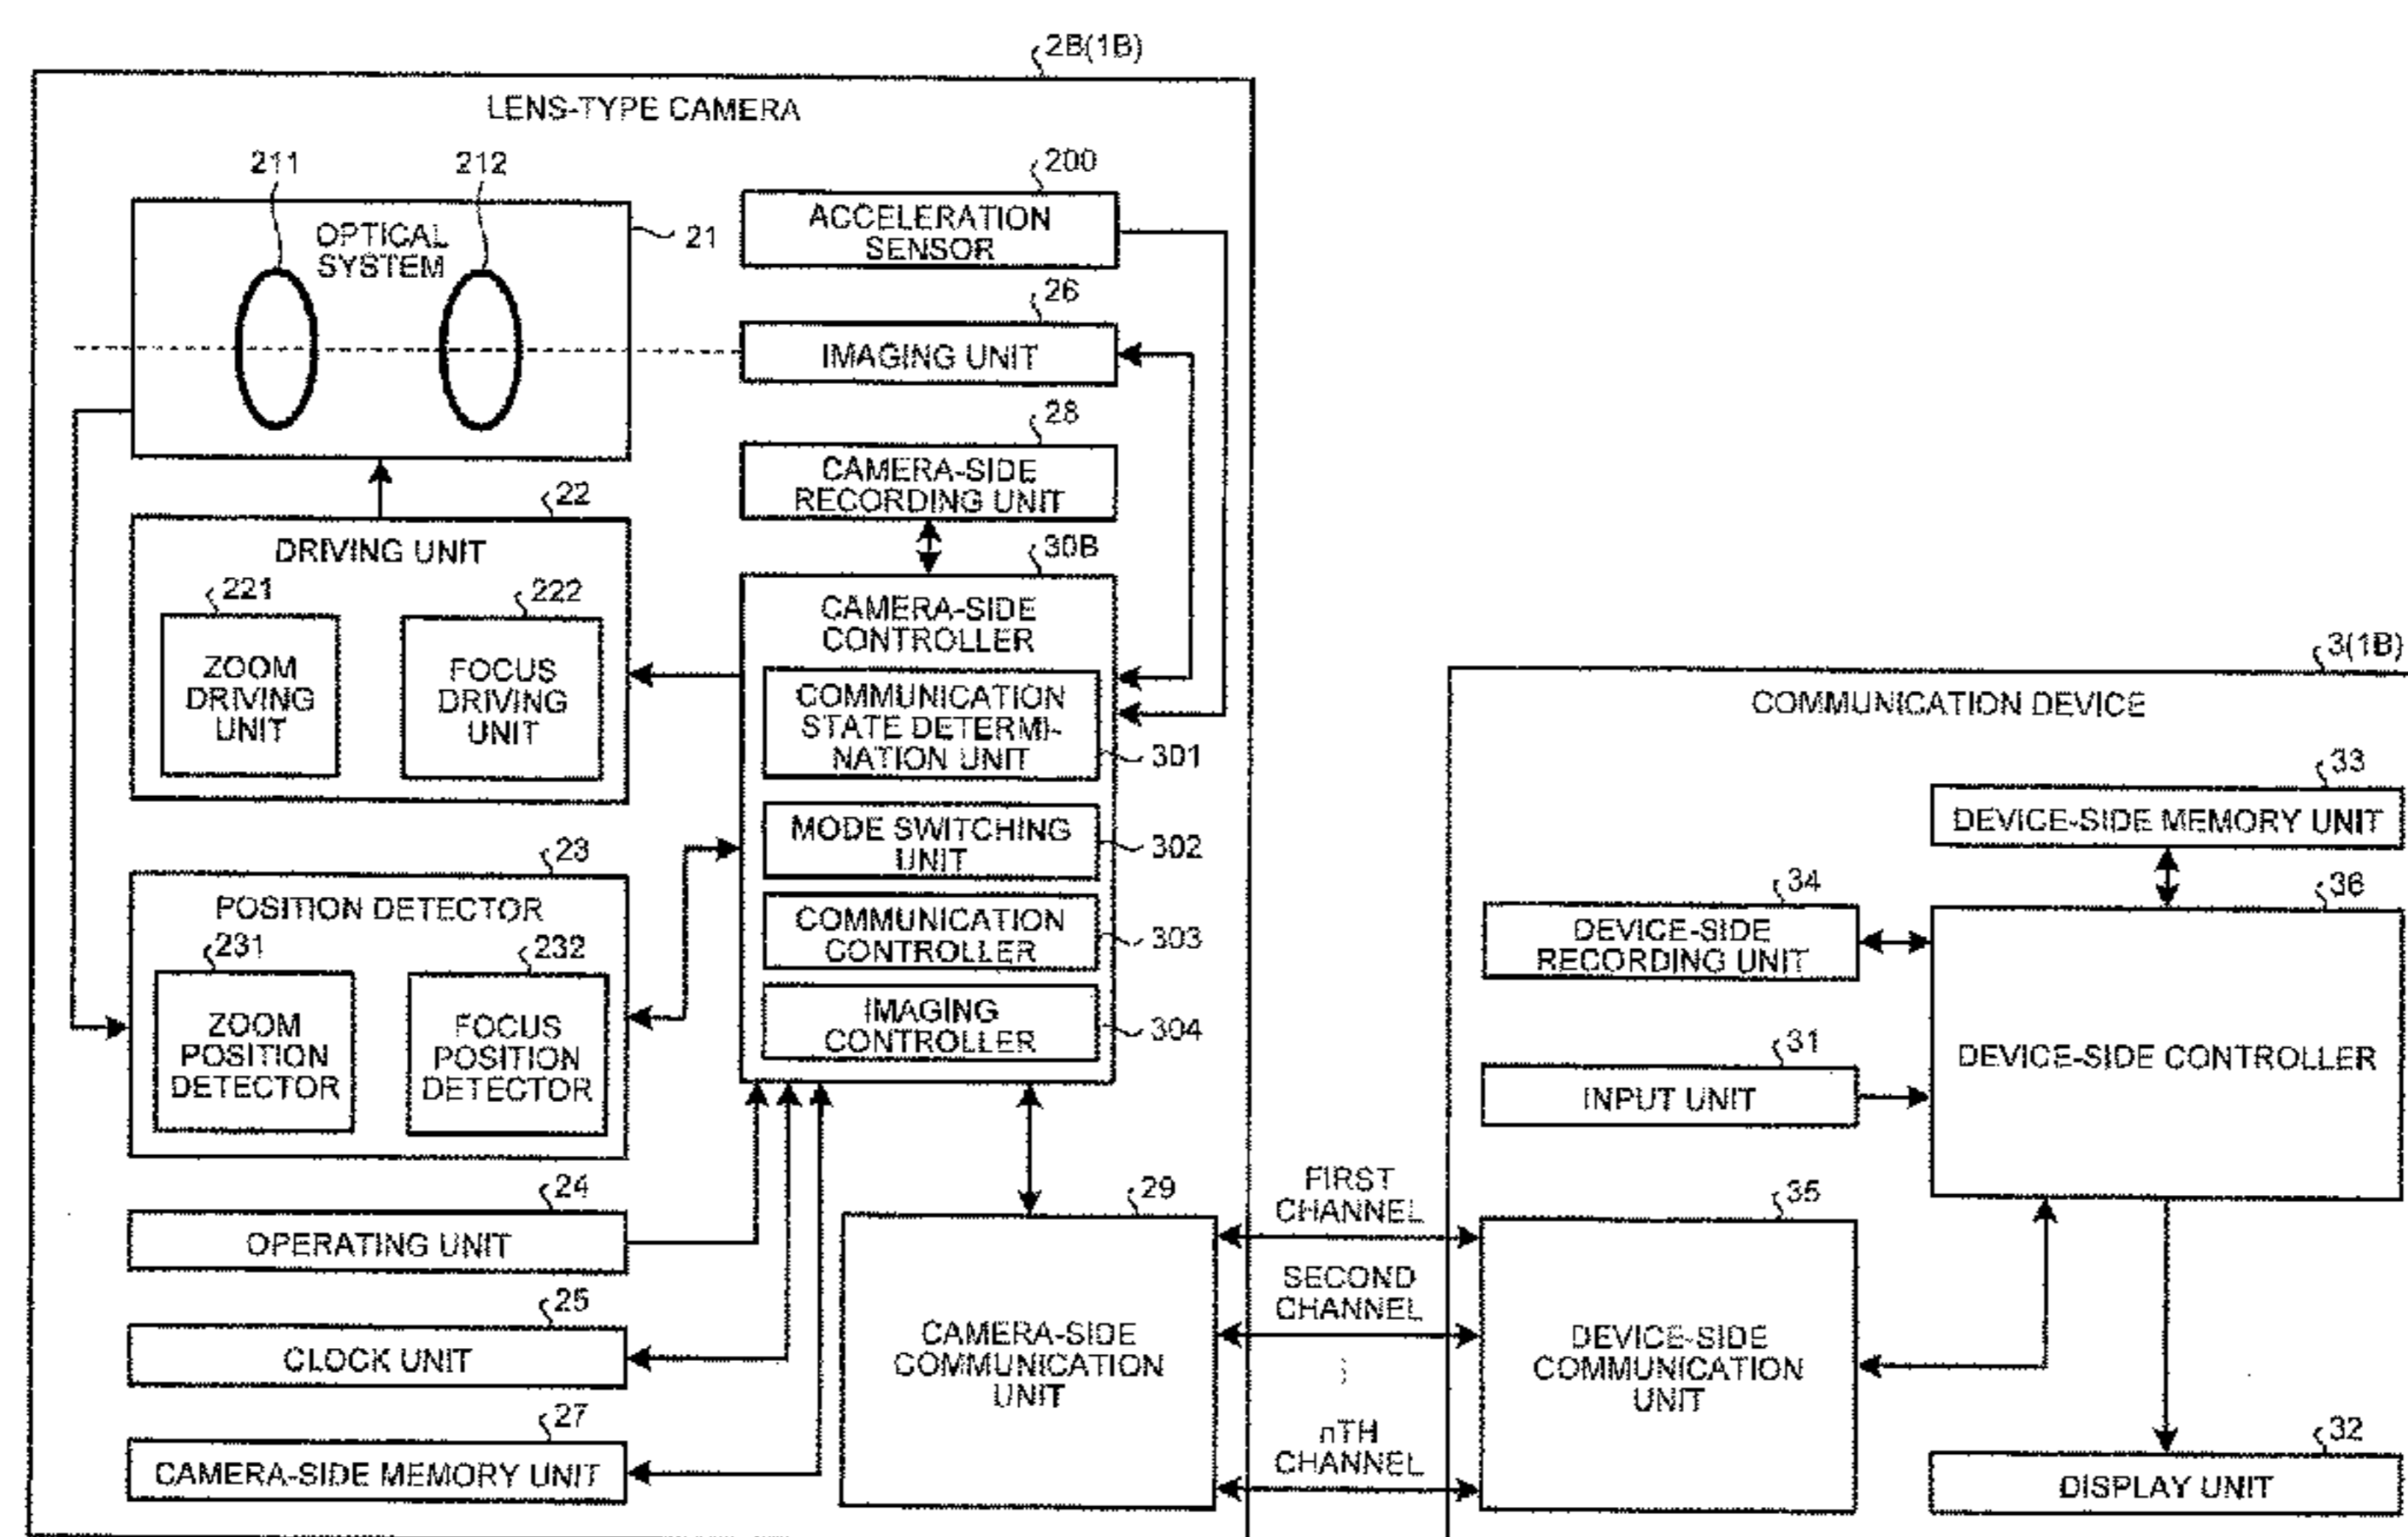 2B(1B)
LENS-TYPE CAMERA
211
212
OPTICAL
SYSTEM
21
200
ACCELERATION
SENSOR
26
IMAGING UNIT
28
CAMERA-SIDE
RECORDING UNIT
22
DRIVING UNIT
221
ZOOM
DRIVING
UNIT
222
FOCUS
DRIVING
UNIT
30B
CAMERA-SIDE
CONTROLLER
COMMUNICATION
STATE DETERMI-
NATION UNIT
301
MODE SWITCHING
UNIT
302
COMMUNICATION
CONTROLLER
303
IMAGING
CONTROLLER
304
23
POSITION DETECTOR
231
ZOOM
POSITION
DETECTOR
232
FOCUS
POSITION
DETECTOR
24
OPERATING UNIT
25
CLOCK UNIT
27
CAMERA-SIDE MEMORY UNIT
29
CAMERA-SIDE
COMMUNICATION
UNIT
FIRST
CHANNEL
SECOND
CHANNEL
nTH
CHANNEL
3(1B)
COMMUNICATION DEVICE
33
DEVICE-SIDE MEMORY UNIT
34
DEVICE-SIDE
RECORDING UNIT
36
DEVICE-SIDE CONTROLLER
31
INPUT UNIT
35
DEVICE-SIDE
COMMUNICATION
UNIT
32
DISPLAY UNIT